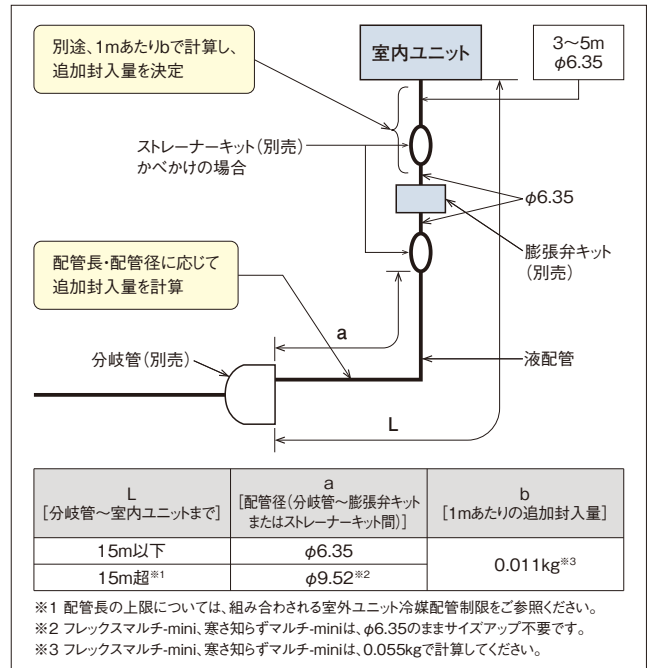 別途、1mあたりbで計算し、
追加封入量を決定
室内ユニット
3～5m
φ6.35
ストレーナーキット(別売)
かべかけの場合
φ6.35
膨張弁キット
(別売)
配管長・配管径に応じて
追加封入量を計算
a
分岐管(別売)
液配管
L
L
[分岐管～室内ユニットまで]
a
[配管径(分岐管～膨張弁キット
またはストレーナーキット間)]
b
[1mあたりの追加封入量]
15m以下
φ6.35
0.011kg※3
15m超※1
φ9.52※2
※1 配管長の上限については、組み合わされる室外ユニット冷媒配管制限をご参照ください。
※2 フレックスマルチ-mini、寒さ知らずマルチ-miniは、φ6.35のままサイズアップ不要です。
※3 フレックスマルチ-mini、寒さ知らずマルチ-miniは、0.055kgで計算してください。